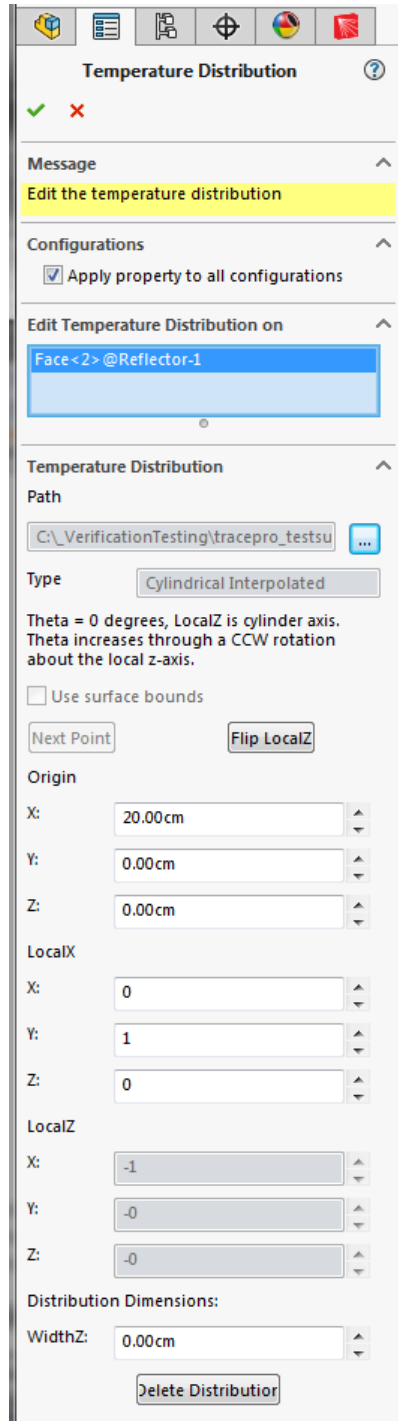 Temperature Distribution
?
Message
Edit the temperature distribution
Configurations
Apply property to all configurations
Edit Temperature Distribution on
Face<2>@Reflector-1
Temperature Distribution
Path
C:\_VerificationTesting\tracepro_testsu
...
Type Cylindrical Interpolated
Theta = 0 degrees, LocalZ is cylinder axis.
Theta increases through a CCW rotation
about the local z-axis.
Use surface bounds
Next Point Flip LocalZ
Origin
X: 20.00cm
Y: 0.00cm
Z: 0.00cm
LocalX
X: 0
Y: 1
Z: 0
LocalZ
X: -1
Y: -0
Z: -0
Distribution Dimensions:
WidthZ: 0.00cm
Delete Distribution